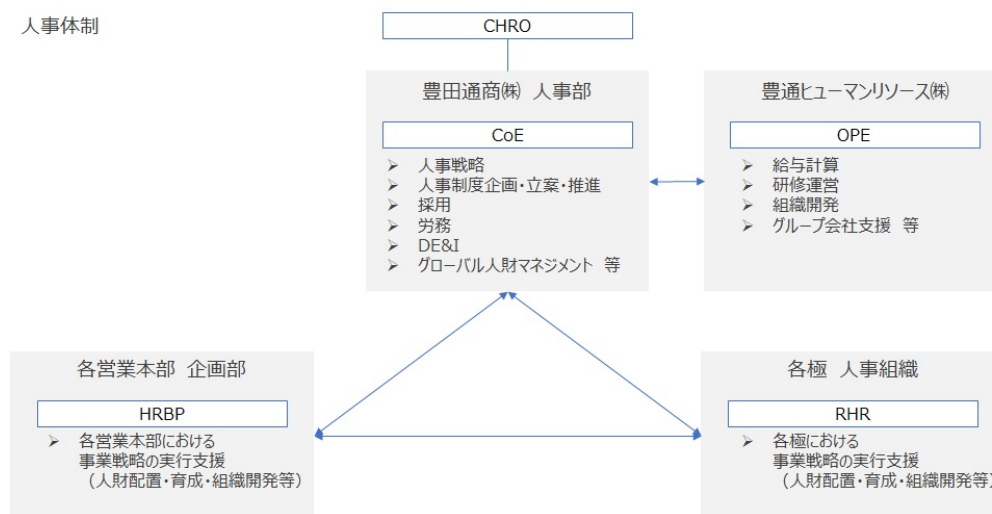 人事体制
CHRO
豊田通商㈱ 人事部
CoE
➢ 人事戦略
➢ 人事制度企画・立案・推進
➢ 採用
➢ 労務
➢ DE&I
➢ グローバル人財マネジメント 等
豊通ヒューマンリソース㈱
OPE
➢ 給与計算
➢ 研修運営
➢ 組織開発
➢ グループ会社支援 等
各営業本部 企画部
HRBP
➢ 各営業本部における
事業戦略の実行支援
（人財配置・育成・組織開発等）
各極 人事組織
RHR
➢ 各極における
事業戦略の実行支援
（人財配置・育成・組織開発等）